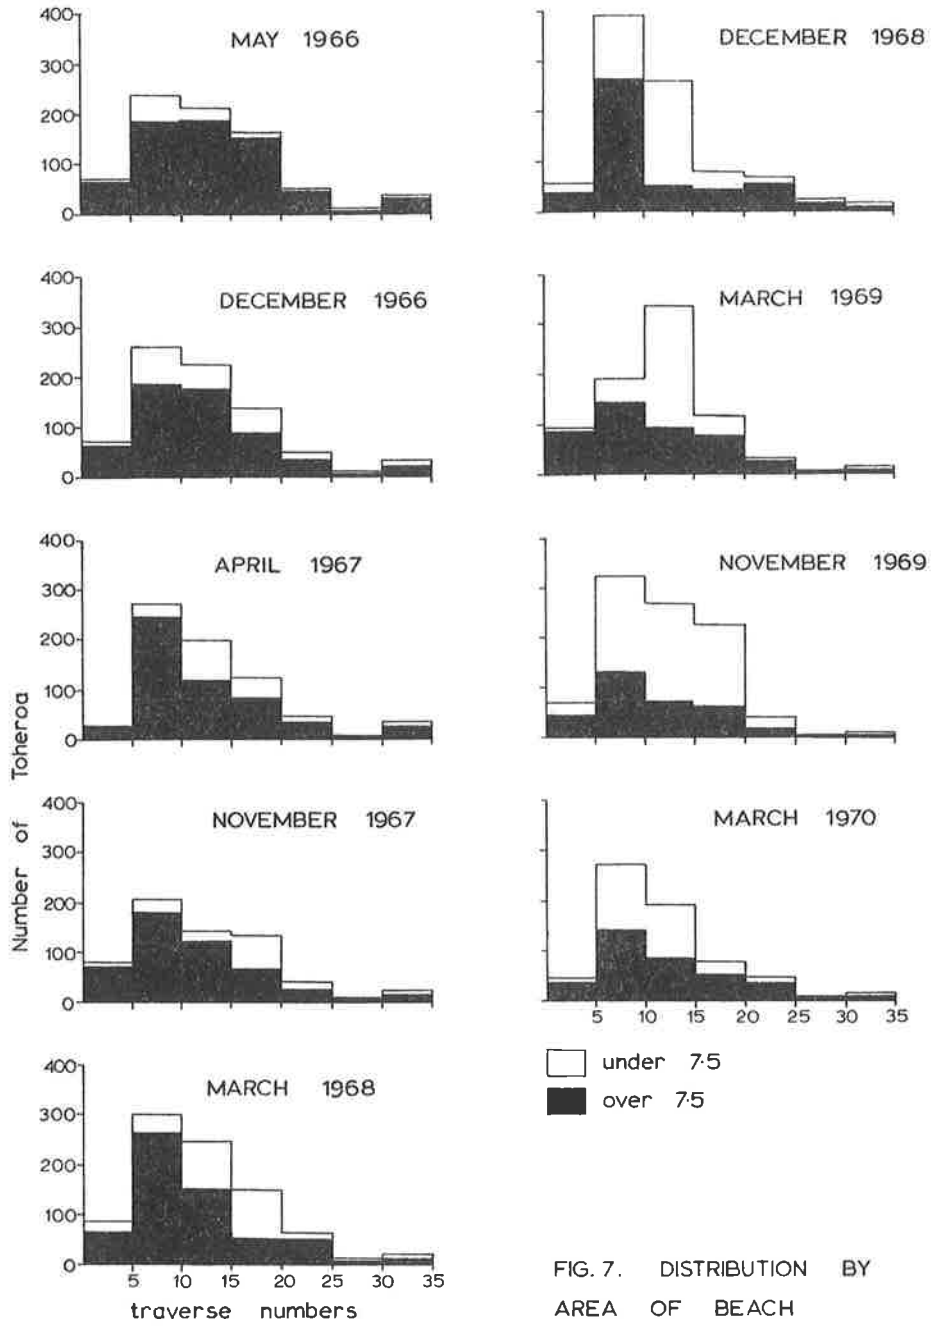 400
300
200
100
0
MAY 1966
DECEMBER 1968
400
300
200
100
0
DECEMBER 1966
MARCH 1969
400
300
200
100
0
APRIL 1967
NOVEMBER 1969
Number of Toheroa
400
300
200
100
0
NOVEMBER 1967
MARCH 1970
5 10 15 20 25 30 35
under 7·5
over 7·5
400
300
200
100
0
MARCH 1968
5 10 15 20 25 30 35
traverse numbers
FIG. 7. DISTRIBUTION BY
AREA OF BEACH